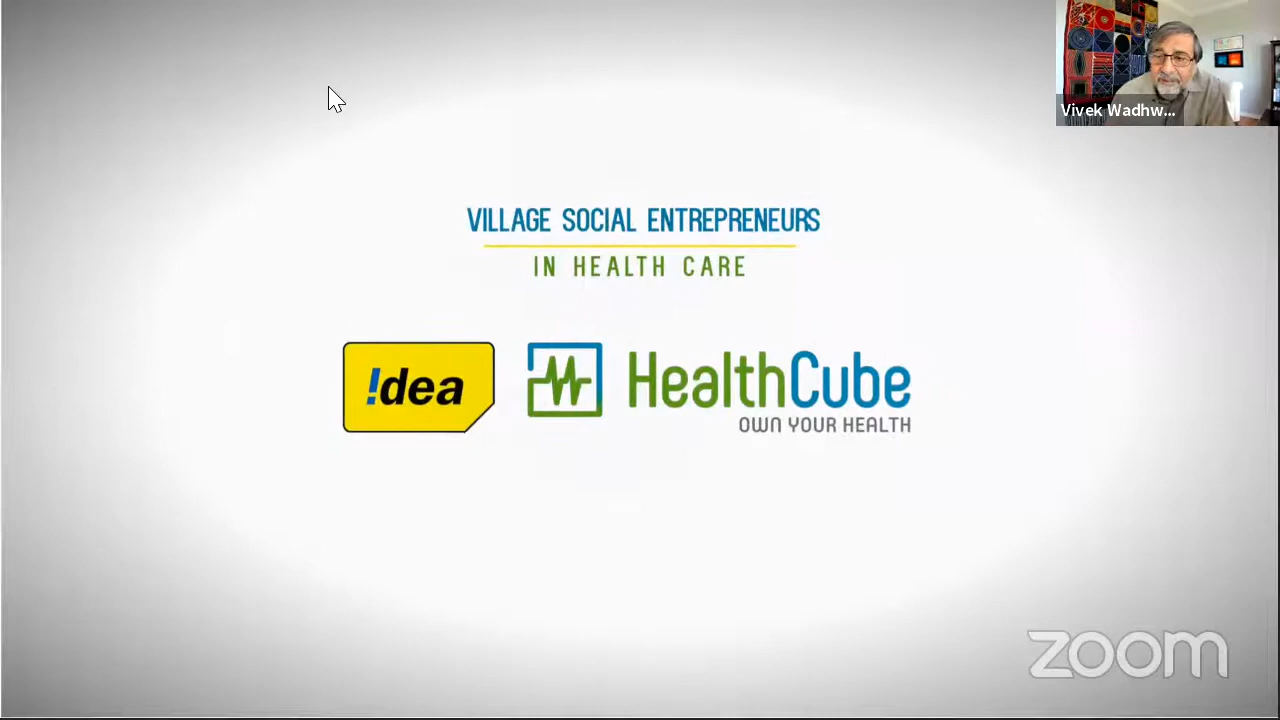 Vivek Wadhw...
VILLAGE SOCIAL ENTREPRENEURS
IN HEALTH CARE
!dea
HealthCube
OWN YOUR HEALTH
zoom